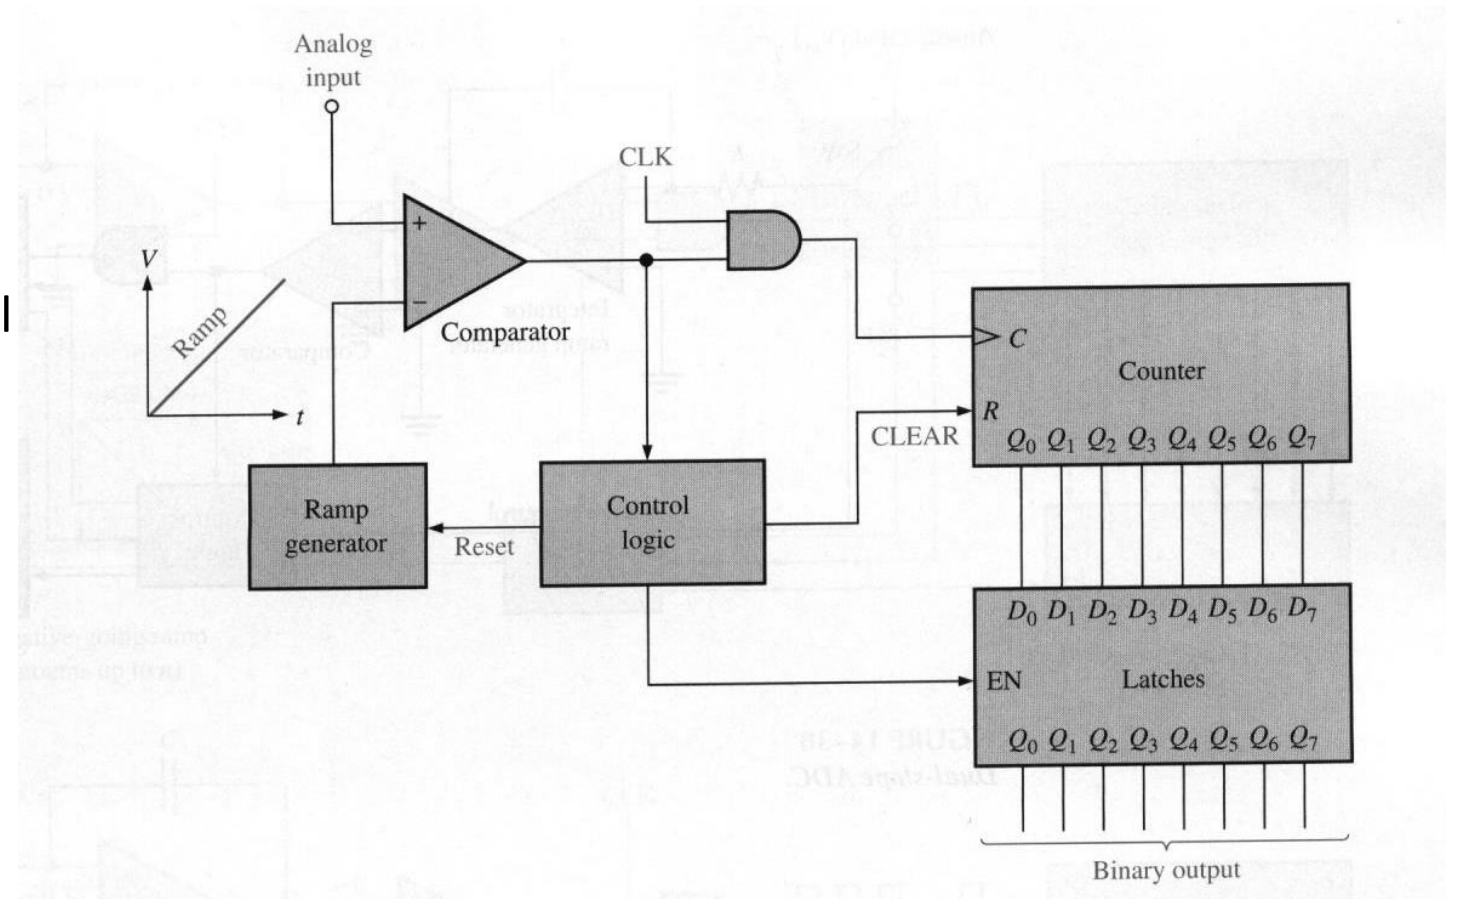 Analog
input
CLK
+
−
Comparator
V
Ramp
t
C
Counter
R
CLEAR
Q0 Q1 Q2 Q3 Q4 Q5 Q6 Q7
Ramp
generator
Reset
Control
logic
D0 D1 D2 D3 D4 D5 D6 D7
EN
Latches
Q0 Q1 Q2 Q3 Q4 Q5 Q6 Q7
Binary output